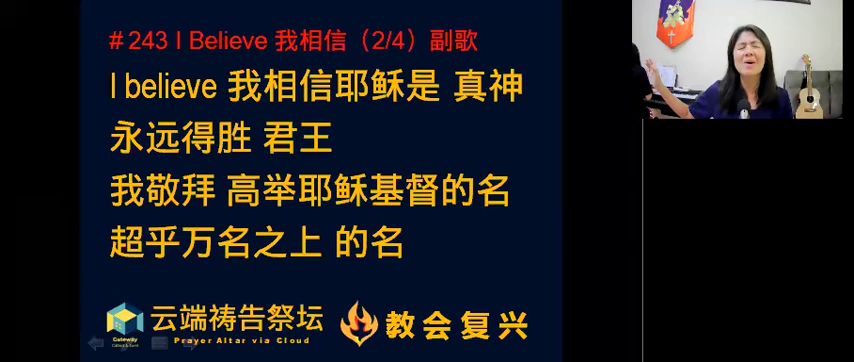 #243 I Believe 我相信（2/4）副歌
I believe 我相信耶稣是 真神
永远得胜 君王
我敬拜 高举耶稣基督的名
超乎万名之上 的名
云端祷告祭坛
Prayer Altar via Cloud
教会复兴